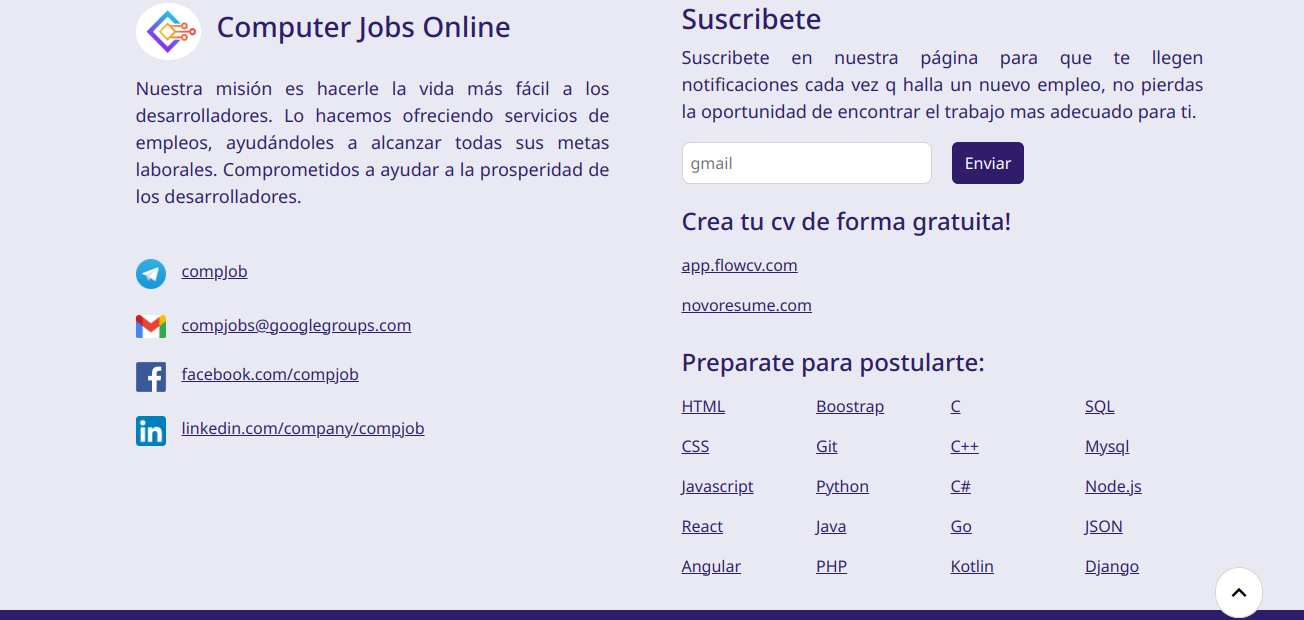 Computer Jobs Online
Nuestra misión es hacerle la vida más fácil a los
desarrolladores. Lo hacemos ofreciendo servicios de
empleos, ayudándoles a alcanzar todas sus metas
laborales. Comprometidos a ayudar a la prosperidad de
los desarrolladores.
compJob
compjobs@googlegroups.com
facebook.com/compjob
in
linkedin.com/company/compjob
Suscribete
Suscribete en nuestra página para que te llegen
notificaciones cada vez q halla un nuevo empleo, no pierdas
la oportunidad de encontrar el trabajo mas adecuado para ti.
gmail
Enviar
Crea tu cv de forma gratuita!
app.flowcv.com
novoresume.com
Preparate para postularte:
HTML Boostrap C SQL
CSS Git C++ Mysql
Javascript Python C# Node.js
React Java Go JSON
Angular PHP Kotlin Django